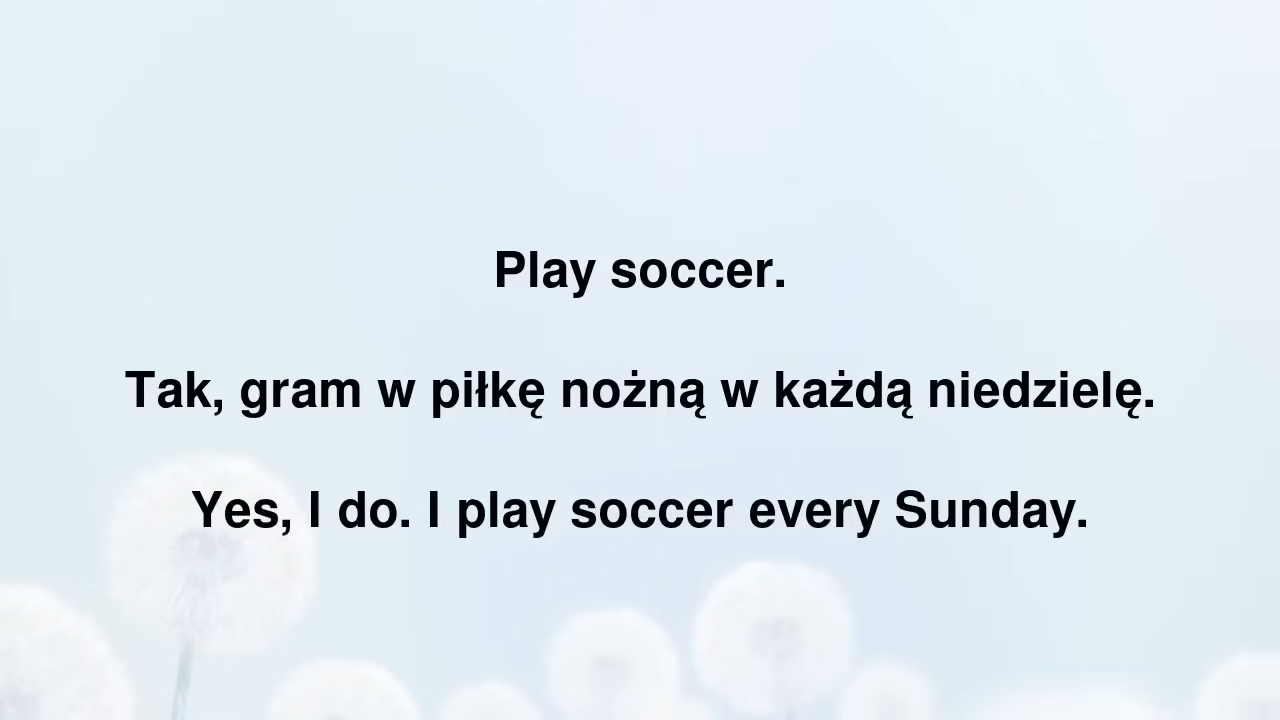 Play soccer.
Tak, gram w piłkę nożną w każdą niedzielę.
Yes, I do. I play soccer every Sunday.